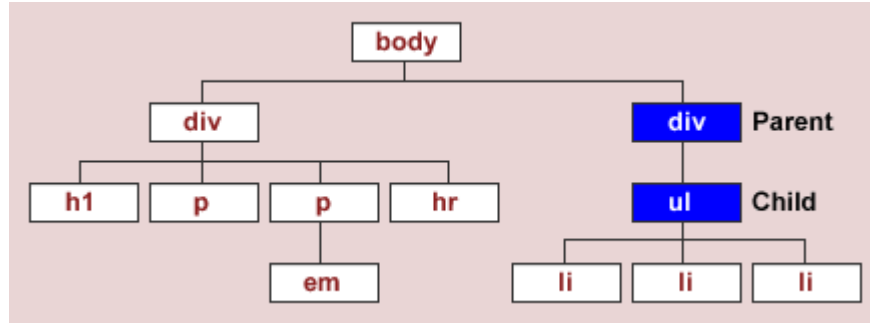 body
div div Parent
h1 p p hr ul Child
em li li li